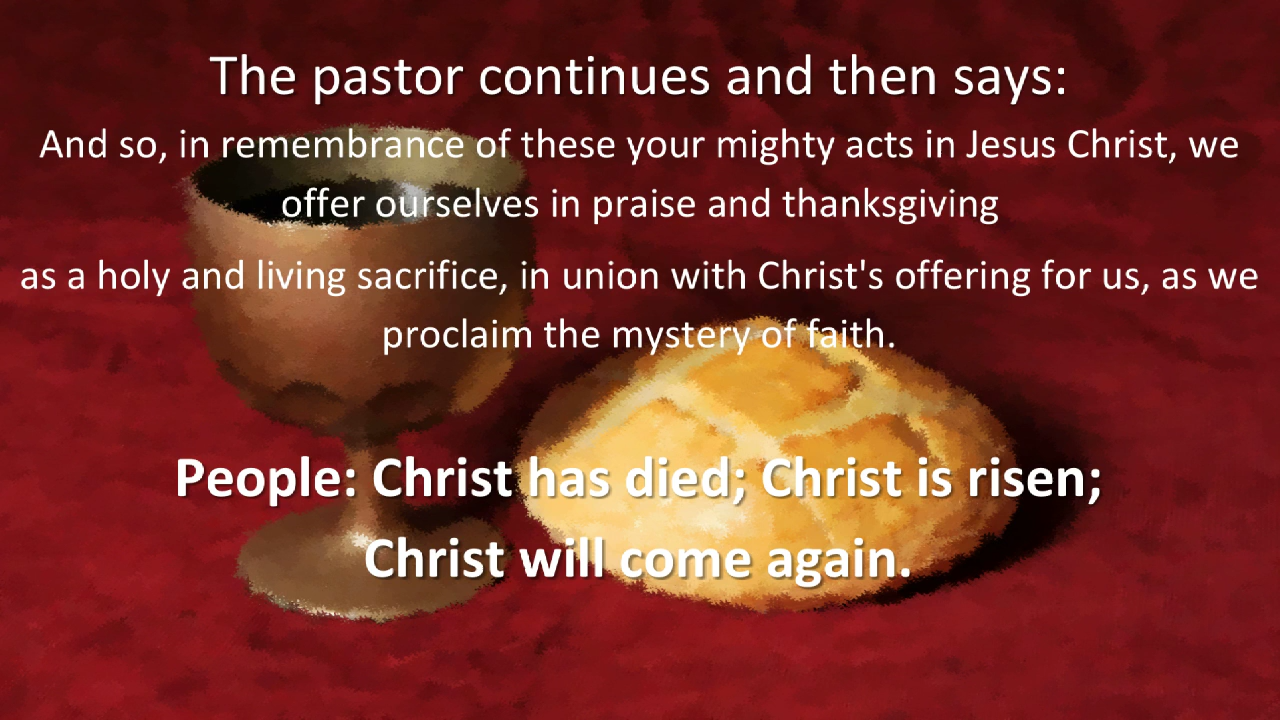 The pastor continues and then says:
And so, in remembrance of these your mighty acts in Jesus Christ, we
offer ourselves in praise and thanksgiving
as a holy and living sacrifice, in union with Christ's offering for us, as we
proclaim the mystery of faith.
People: Christ has died; Christ is risen;
Christ will come again.